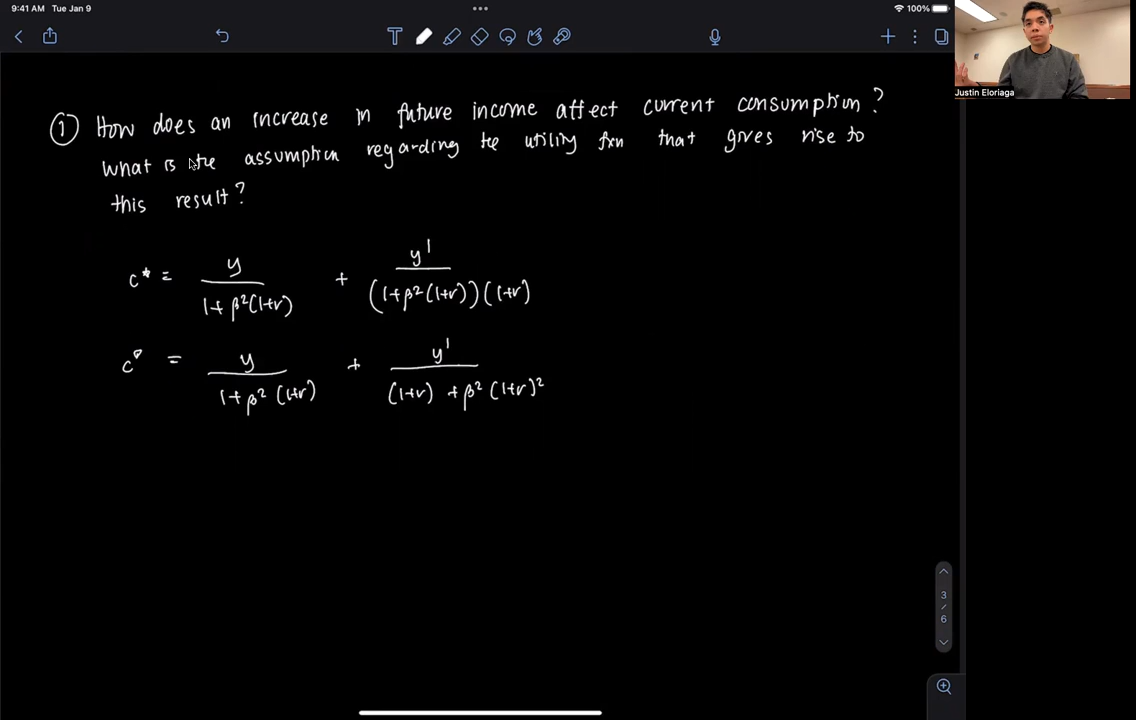 9:41 AM Tue Jan 9
100%
Justin Eloriaga
① How does an increase in future income affect current consumption?
What is the assumption regarding the utility fxn that gives rise to
this result?
c* = y / (1+β²(1+r)) + y' / ((1+β²(1+r))(1+r))
c* = y / (1+β²(1+r)) + y' / ((1+r) + β²(1+r)²)
3
/
6